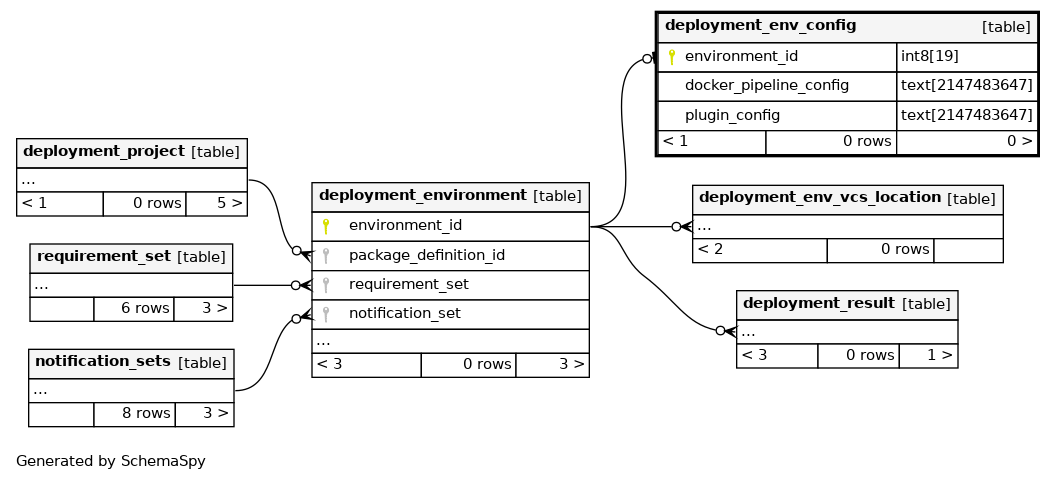 deployment_env_config [table]
environment_id int8[19]
docker_pipeline_config text[2147483647]
plugin_config text[2147483647]
< 1 0 rows 0 >
deployment_project [table]
...
< 1 0 rows 5 >
deployment_environment [table]
environment_id
package_definition_id
requirement_set
notification_set
...
< 3 0 rows 3 >
deployment_env_vcs_location [table]
...
< 2 0 rows
requirement_set [table]
...
6 rows 3 >
deployment_result [table]
...
< 3 0 rows 1 >
notification_sets [table]
...
8 rows 3 >
Generated by SchemaSpy